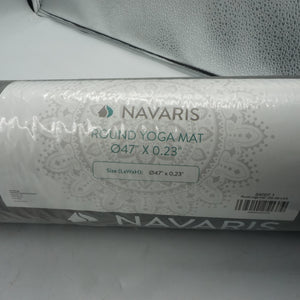 NAVARIS
ROUND YOGA MAT
Ø47" X 0.23"
Size (LxWxH): Ø47" x 0.23"
NAVARIS